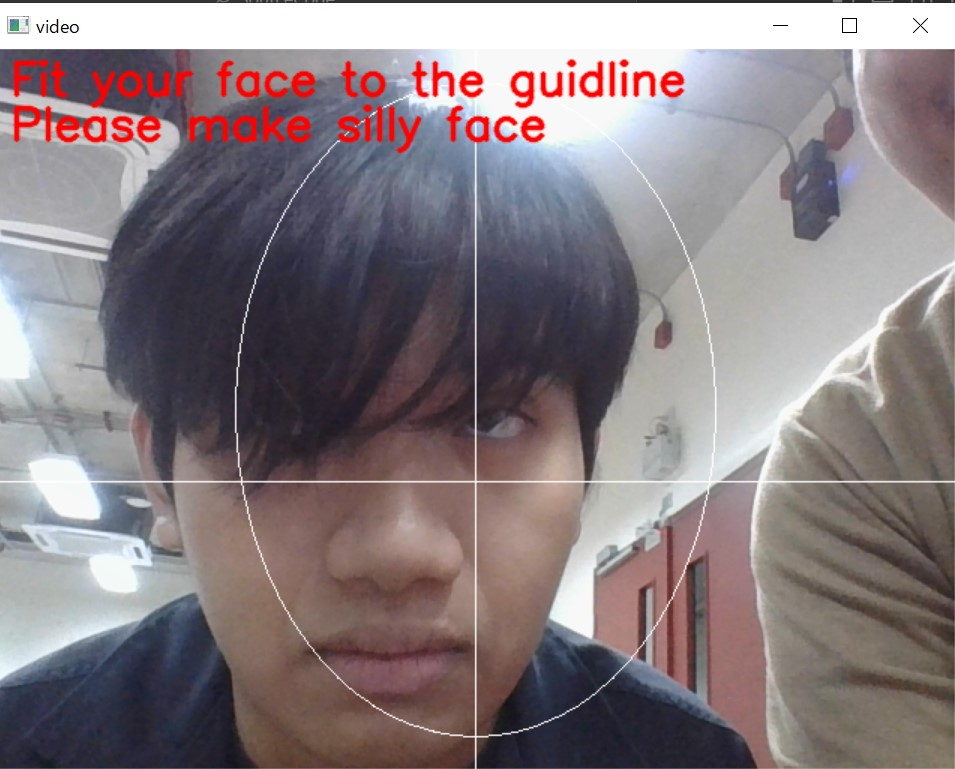 video
Fit your face to the guidline
Please make silly face